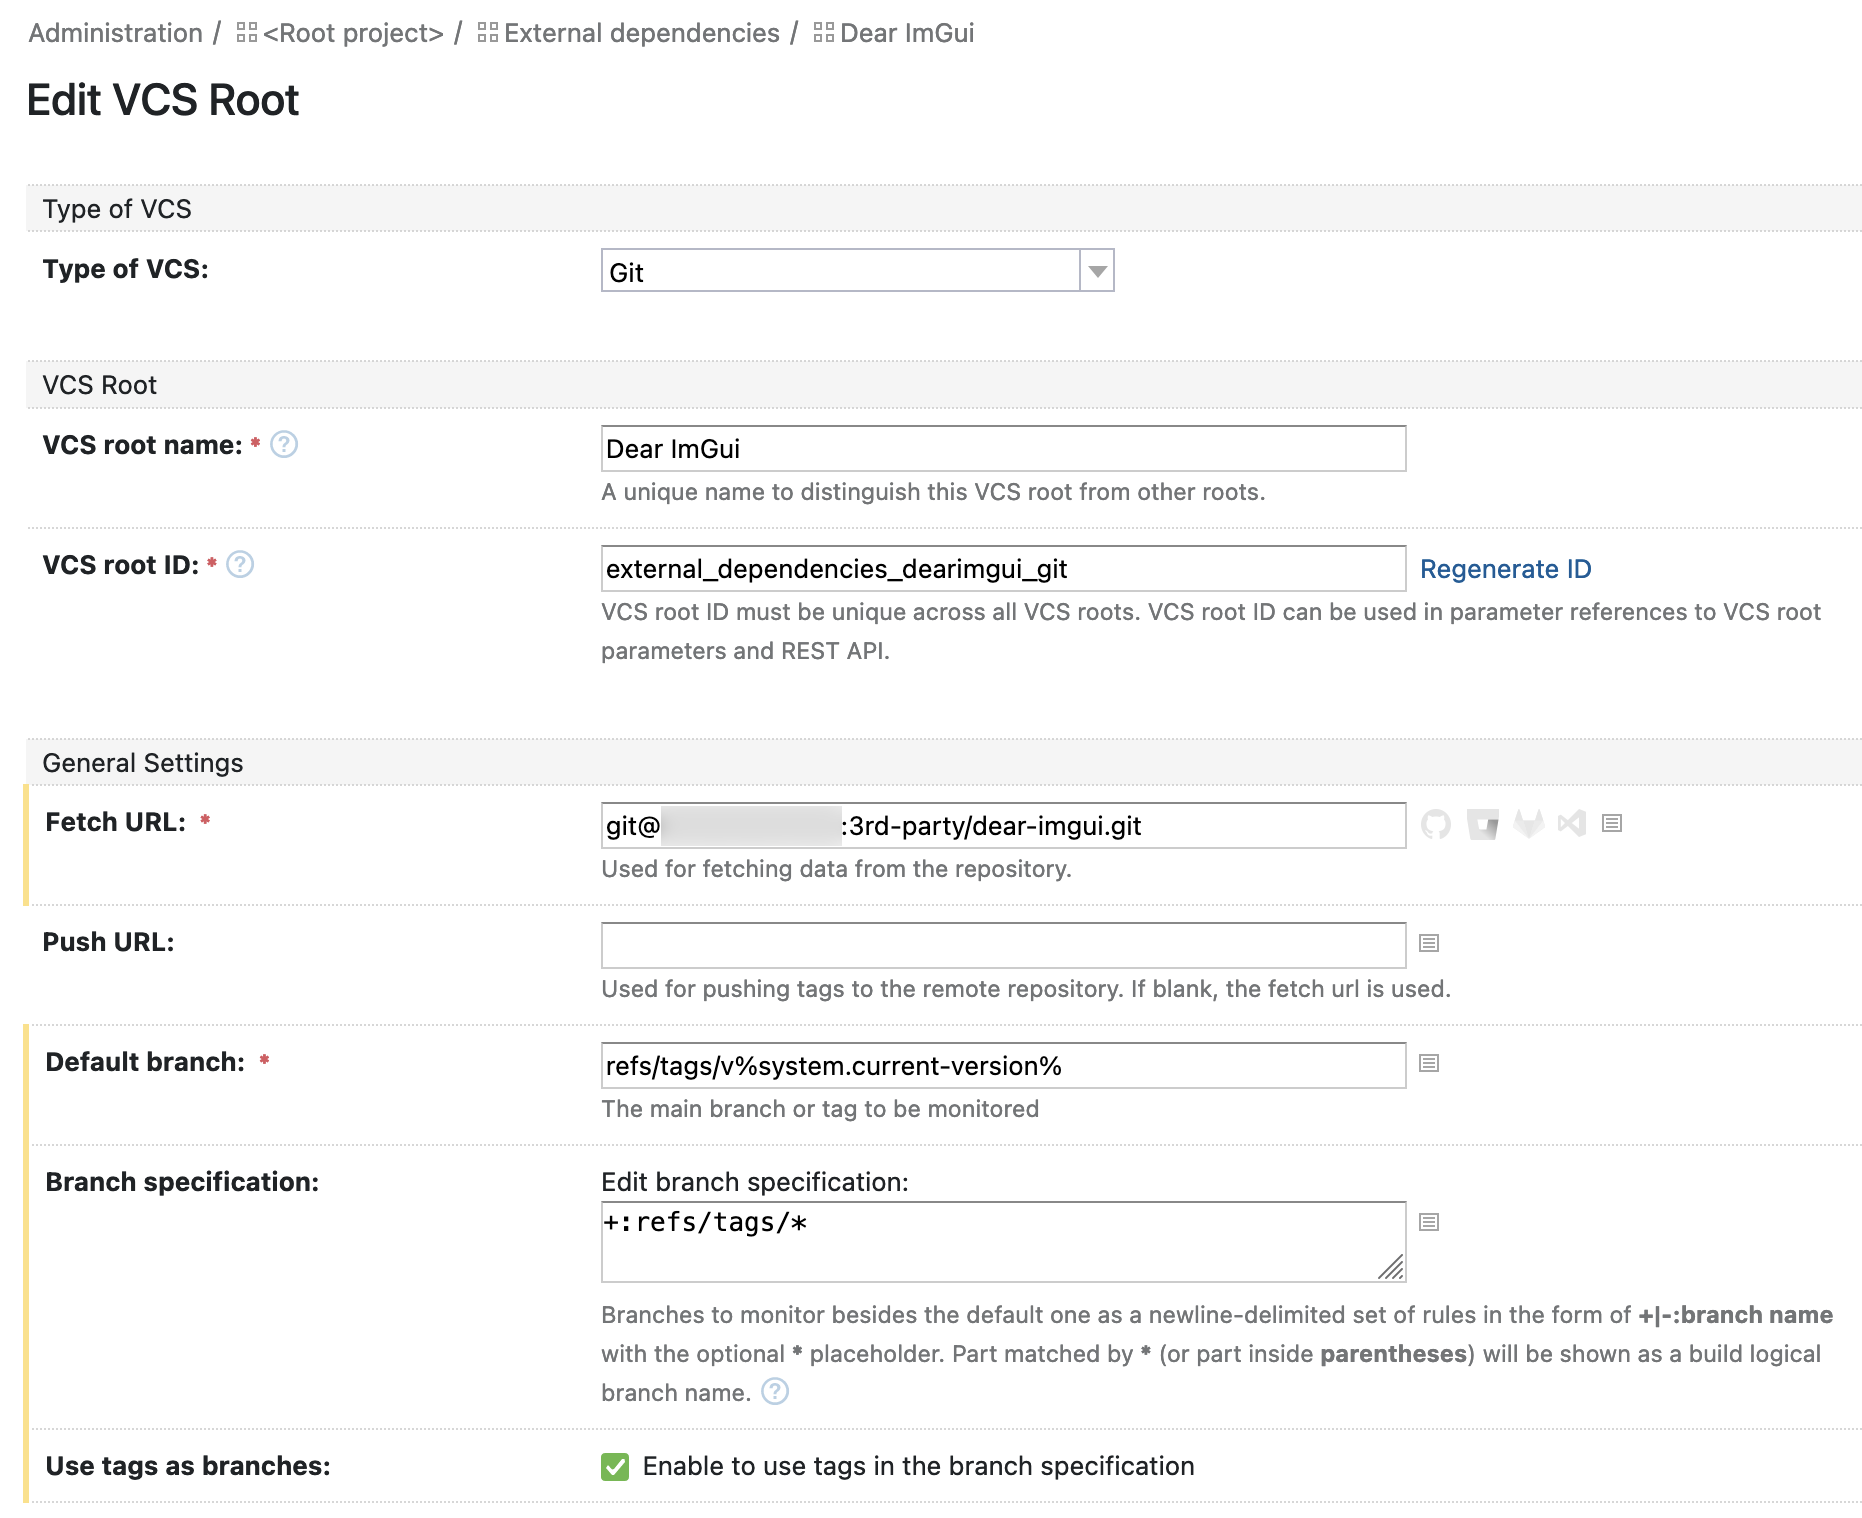 Administration / <Root project> / External dependencies / Dear ImGui
Edit VCS Root
Type of VCS
Type of VCS:
Git
VCS Root
VCS root name: * ?
Dear ImGui
A unique name to distinguish this VCS root from other roots.
VCS root ID: * ?
external_dependencies_dearimgui_git Regenerate ID
VCS root ID must be unique across all VCS roots. VCS root ID can be used in parameter references to VCS root
parameters and REST API.
General Settings
Fetch URL: *
git@ :3rd-party/dear-imgui.git
Used for fetching data from the repository.
Push URL:
Used for pushing tags to the remote repository. If blank, the fetch url is used.
Default branch: *
refs/tags/v%system.current-version%
The main branch or tag to be monitored
Branch specification:
Edit branch specification:
+:refs/tags/*
Branches to monitor besides the default one as a newline-delimited set of rules in the form of +|-:branch name
with the optional * placeholder. Part matched by * (or part inside parentheses) will be shown as a build logical
branch name. ?
Use tags as branches:
Enable to use tags in the branch specification